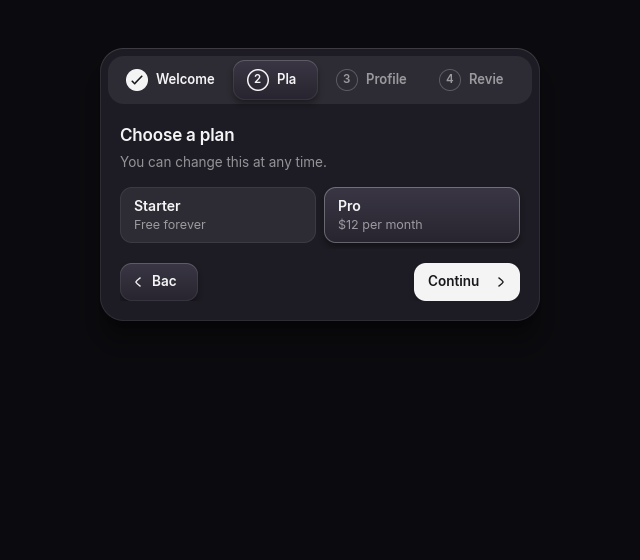 Welcome
2 Pla
3 Profile
4 Revie
Choose a plan
You can change this at any time.
Starter
Free forever
Pro
$12 per month
Bac
Continu